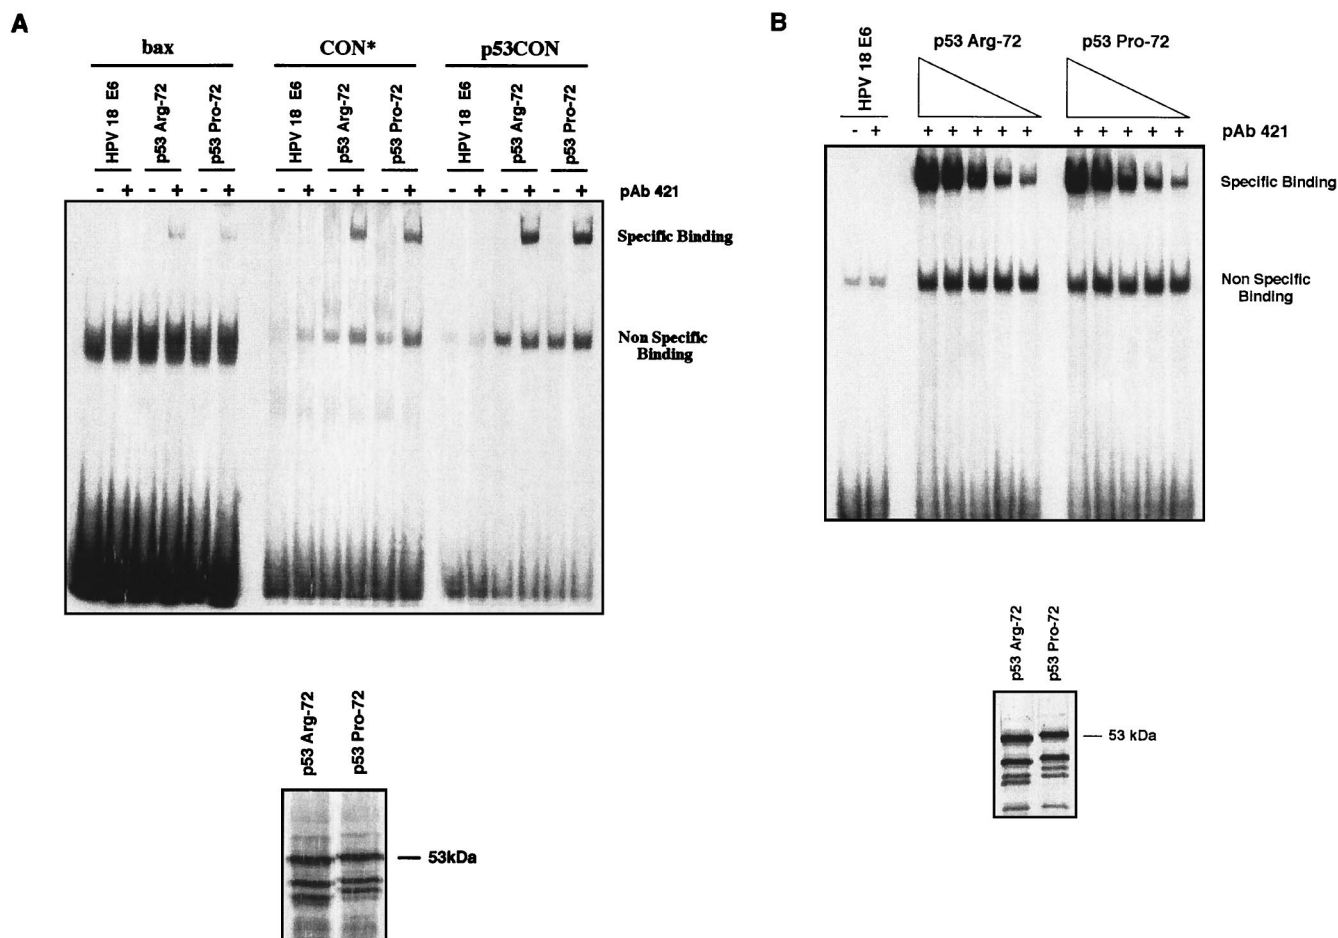 A
bax
CON*
p53CON
HPV 18 E6
p53 Arg-72
p53 Pro-72
HPV 18 E6
p53 Arg-72
p53 Pro-72
HPV 18 E6
p53 Arg-72
p53 Pro-72
- + - + - + - + - + - + - + - + - +
pAb 421
Specific Binding
Non Specific
Binding
p53 Arg-72
p53 Pro-72
53kDa
B
HPV 18 E6
p53 Arg-72
p53 Pro-72
- + + + + + + + + + + +
pAb 421
Specific Binding
Non Specific
Binding
p53 Arg-72
p53 Pro-72
53 kDa